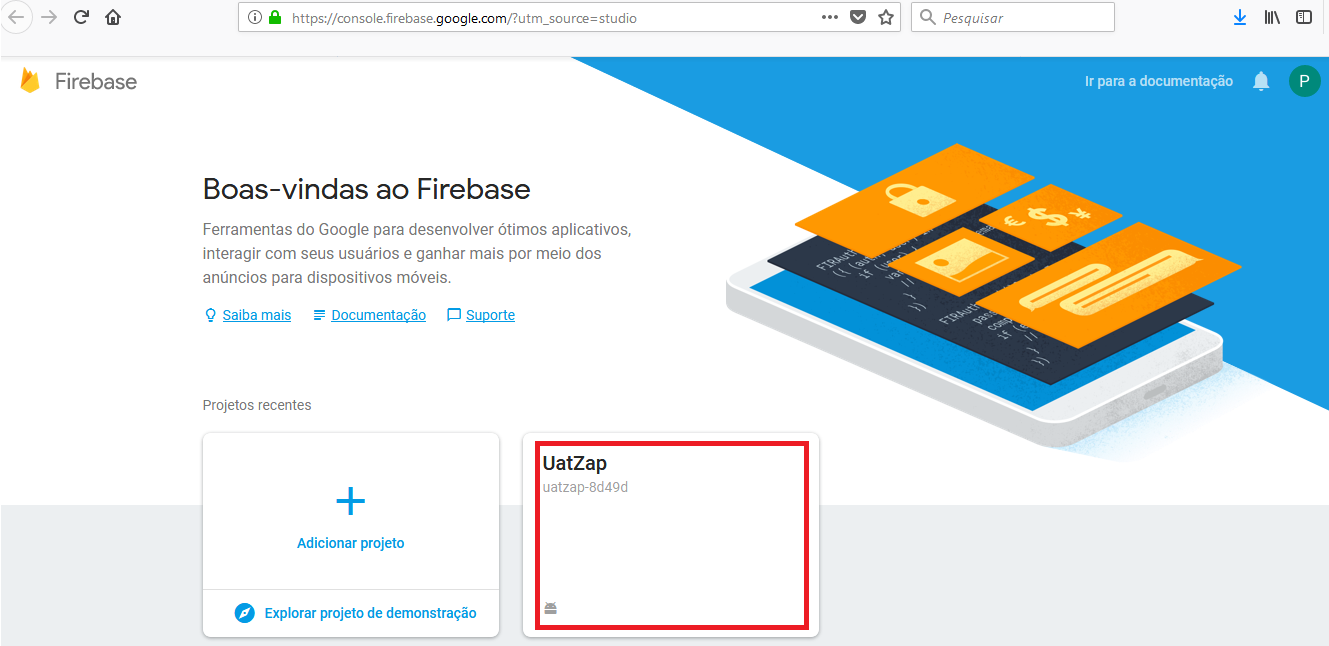 https://console.firebase.google.com/?utm_source=studio
Pesquisar
Firebase
Ir para a documentação
P
Boas-vindas ao Firebase
Ferramentas do Google para desenvolver ótimos aplicativos,
interagir com seus usuários e ganhar mais por meio dos
anúncios para dispositivos móveis.
Saiba mais
Documentação
Suporte
Projetos recentes
Adicionar projeto
Explorar projeto de demonstração
UatZap
uatzap-8d49d